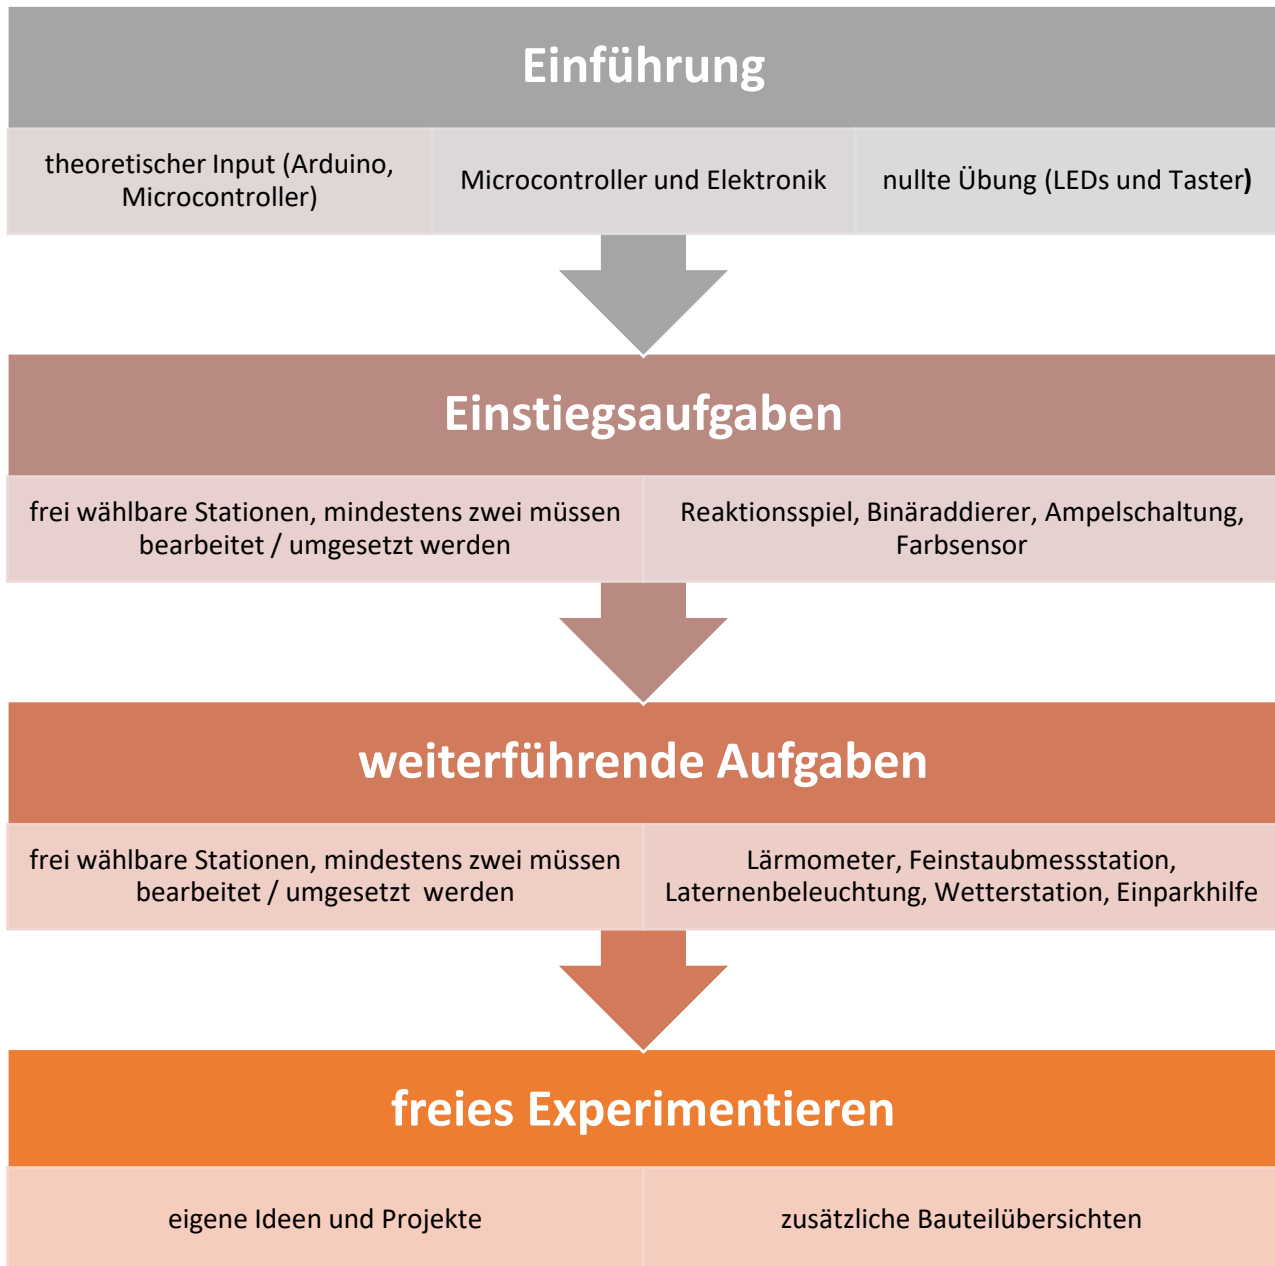 Einführung
theoretischer Input (Arduino,
Microcontroller)
Microcontroller und Elektronik
nullte Übung (LEDs und Taster)
Einstiegsaufgaben
frei wählbare Stationen, mindestens zwei müssen
bearbeitet / umgesetzt werden
Reaktionsspiel, Binäraddierer, Ampelschaltung,
Farbsensor
weiterführende Aufgaben
frei wählbare Stationen, mindestens zwei müssen
bearbeitet / umgesetzt  werden
Lärmometer, Feinstaubmessstation,
Laternenbeleuchtung, Wetterstation, Einparkhilfe
freies Experimentieren
eigene Ideen und Projekte
zusätzliche Bauteilübersichten